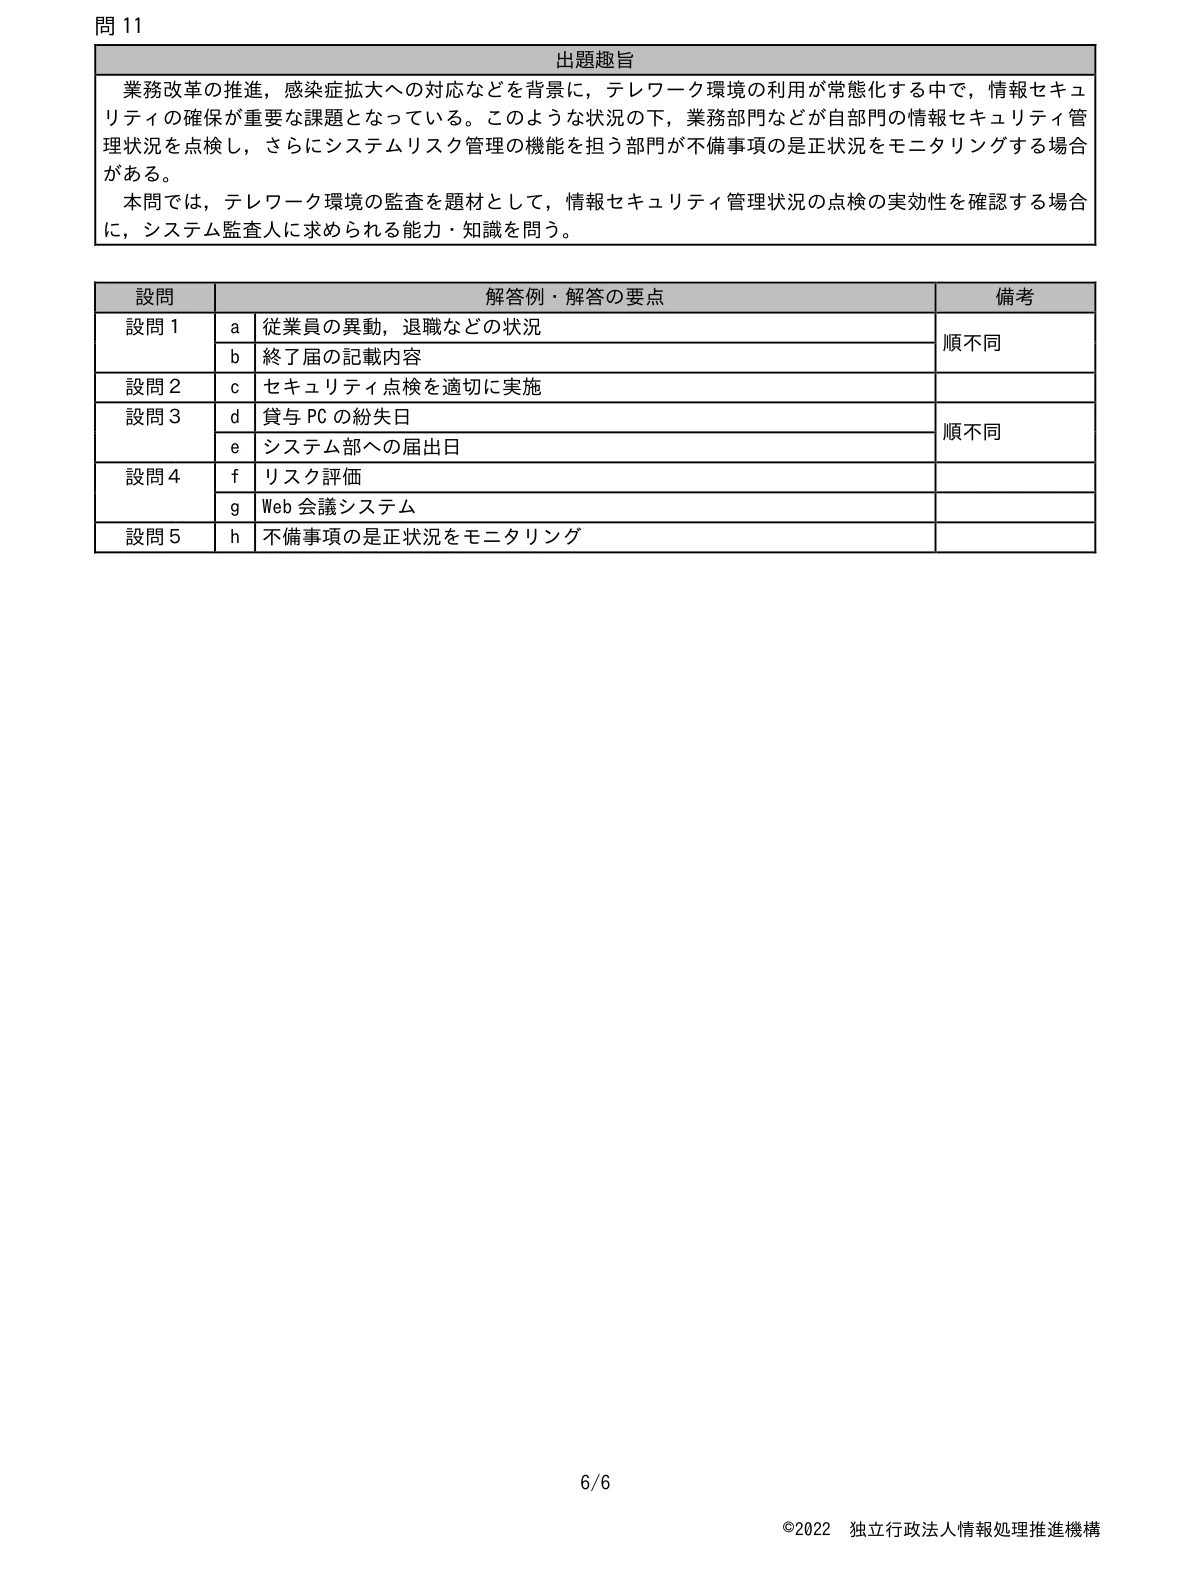 問 11
出題趣旨
業務改革の推進，感染症拡大への対応などを背景に，テレワーク環境の利用が常態化する中で，情報セキュ
リティの確保が重要な課題となっている。このような状況の下，業務部門などが自部門の情報セキュリティ管
理状況を点検し，さらにシステムリスク管理の機能を担う部門が不備事項の是正状況をモニタリングする場合
がある。
本問では，テレワーク環境の監査を題材として，情報セキュリティ管理状況の点検の実効性を確認する場合
に，システム監査人に求められる能力・知識を問う。
設問 解答例・解答の要点 備考
設問１ a 従業員の異動，退職などの状況 順不同
b 終了届の記載内容
設問２ c セキュリティ点検を適切に実施
設問３ d 貸与 PC の紛失日 順不同
e システム部への届出日
設問４ f リスク評価
g Web 会議システム
設問５ h 不備事項の是正状況をモニタリング
6/6
©2022 独立行政法人情報処理推進機構